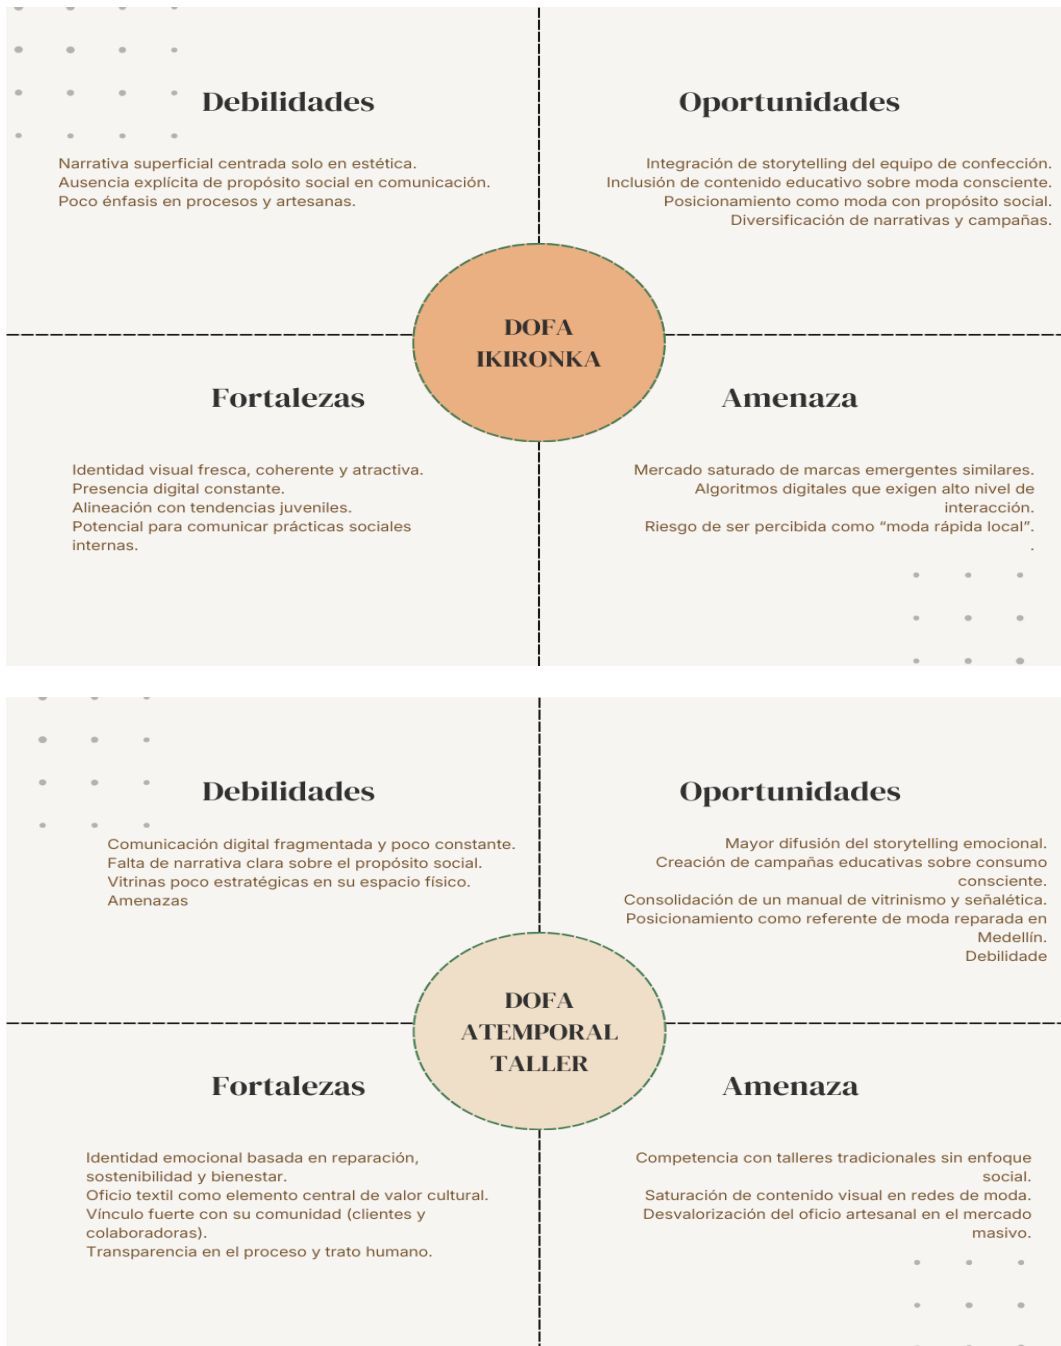 Debilidades
Narrativa superficial centrada solo en estética.
Ausencia explícita de propósito social en comunicación.
Poco énfasis en procesos y artesanas.
Oportunidades
Integración de storytelling del equipo de confección.
Inclusión de contenido educativo sobre moda consciente.
Posicionamiento como moda con propósito social.
Diversificación de narrativas y campañas.
DOFA
IKIRONKA
Fortalezas
Identidad visual fresca, coherente y atractiva.
Presencia digital constante.
Alineación con tendencias juveniles.
Potencial para comunicar prácticas sociales
internas.
Amenaza
Mercado saturado de marcas emergentes similares.
Algoritmos digitales que exigen alto nivel de
interacción.
Riesgo de ser percibida como “moda rápida local”.
.
Debilidades
Comunicación digital fragmentada y poco constante.
Falta de narrativa clara sobre el propósito social.
Vitrinas poco estratégicas en su espacio físico.
Amenazas
Oportunidades
Mayor difusión del storytelling emocional.
Creación de campañas educativas sobre consumo
consciente.
Consolidación de un manual de vitrinismo y señalética.
Posicionamiento como referente de moda reparada en
Medellín.
Debilidade
DOFA
ATEMPORAL
TALLER
Fortalezas
Identidad emocional basada en reparación,
sostenibilidad y bienestar.
Oficio textil como elemento central de valor cultural.
Vínculo fuerte con su comunidad (clientes y
colaboradoras).
Transparencia en el proceso y trato humano.
Amenaza
Competencia con talleres tradicionales sin enfoque
social.
Saturación de contenido visual en redes de moda.
Desvalorización del oficio artesanal en el mercado
masivo.